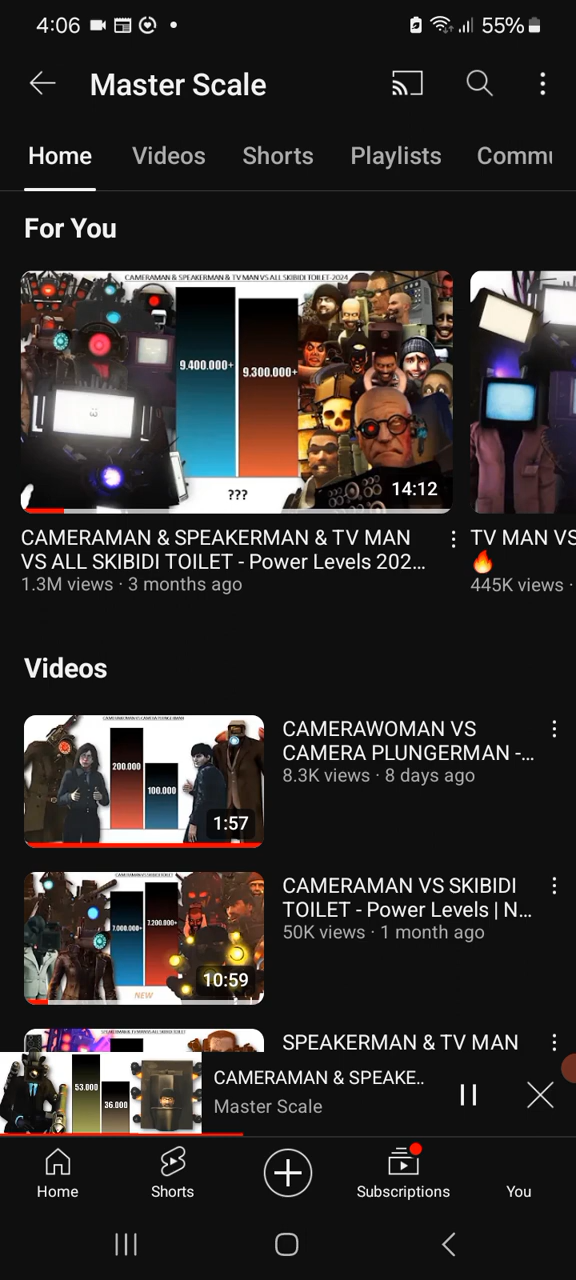 4:06
55%
Master Scale
Home
Videos
Shorts
Playlists
Commu
For You
CAMERAMAN & SPEAKERMAN & TV MAN VS ALL SKIBIDI TOILET-2024
9.400.000+
9.300.000+
???
14:12
CAMERAMAN & SPEAKERMAN & TV MAN
VS ALL SKIBIDI TOILET - Power Levels 202...
1.3M views · 3 months ago
TV MAN VS
🔥
445K views ·
Videos
200.000
100.000
1:57
CAMERAWOMAN VS
CAMERA PLUNGERMAN -...
8.3K views · 8 days ago
7.000.000+
7.200.000+
NEW
10:59
CAMERAMAN VS SKIBIDI
TOILET - Power Levels | N...
50K views · 1 month ago
SPEAKERMAN & TV MAN
53.000
36.000
CAMERAMAN & SPEAKE..
Master Scale
Home
Shorts
Subscriptions
You